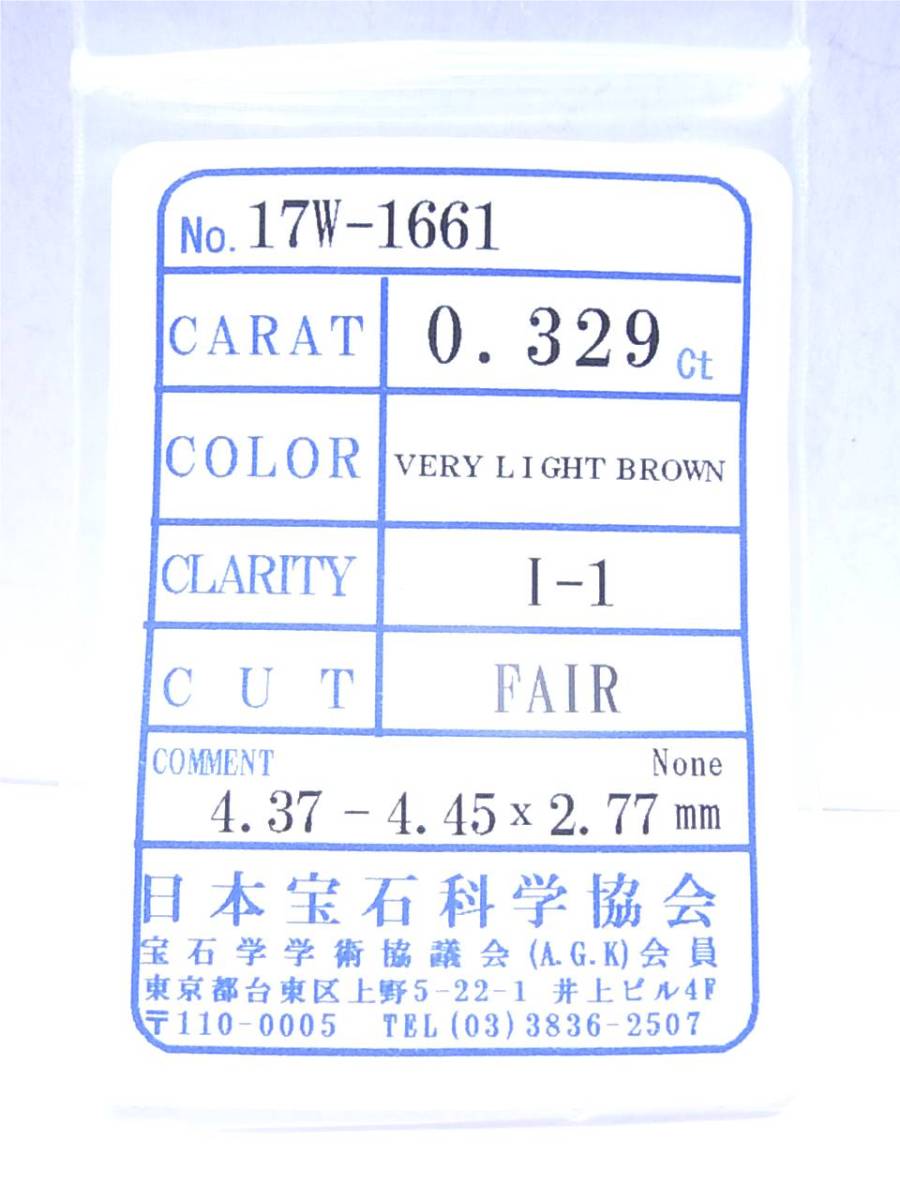 No. 17W-1661
CARAT 0.329 Ct
COLOR VERY LIGHT BROWN
CLARITY I-1
CUT FAIR
COMMENT None
4.37 - 4.45 x 2.77 mm
日本宝石科学協会
宝石学学術協議会(A.G.K)会員
東京都台東区上野5-22-1 井上ビル4F
〒110-0005 TEL(03)3836-2507